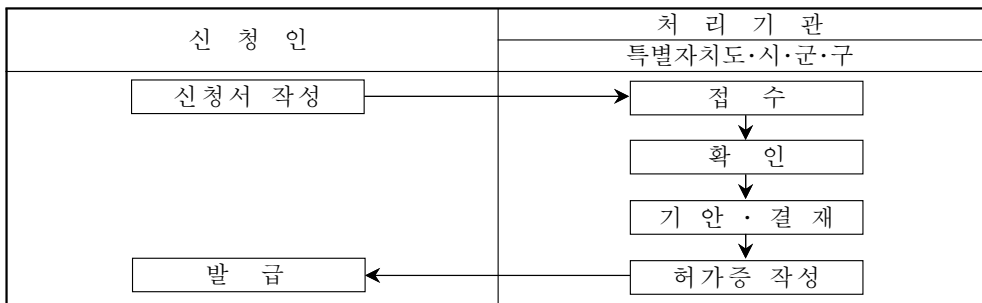 신 청 인
처 리 기 관
특별자치도·시·군·구
신청서 작성
접 수
확 인
기 안 · 결 재
발 급
허가증 작성